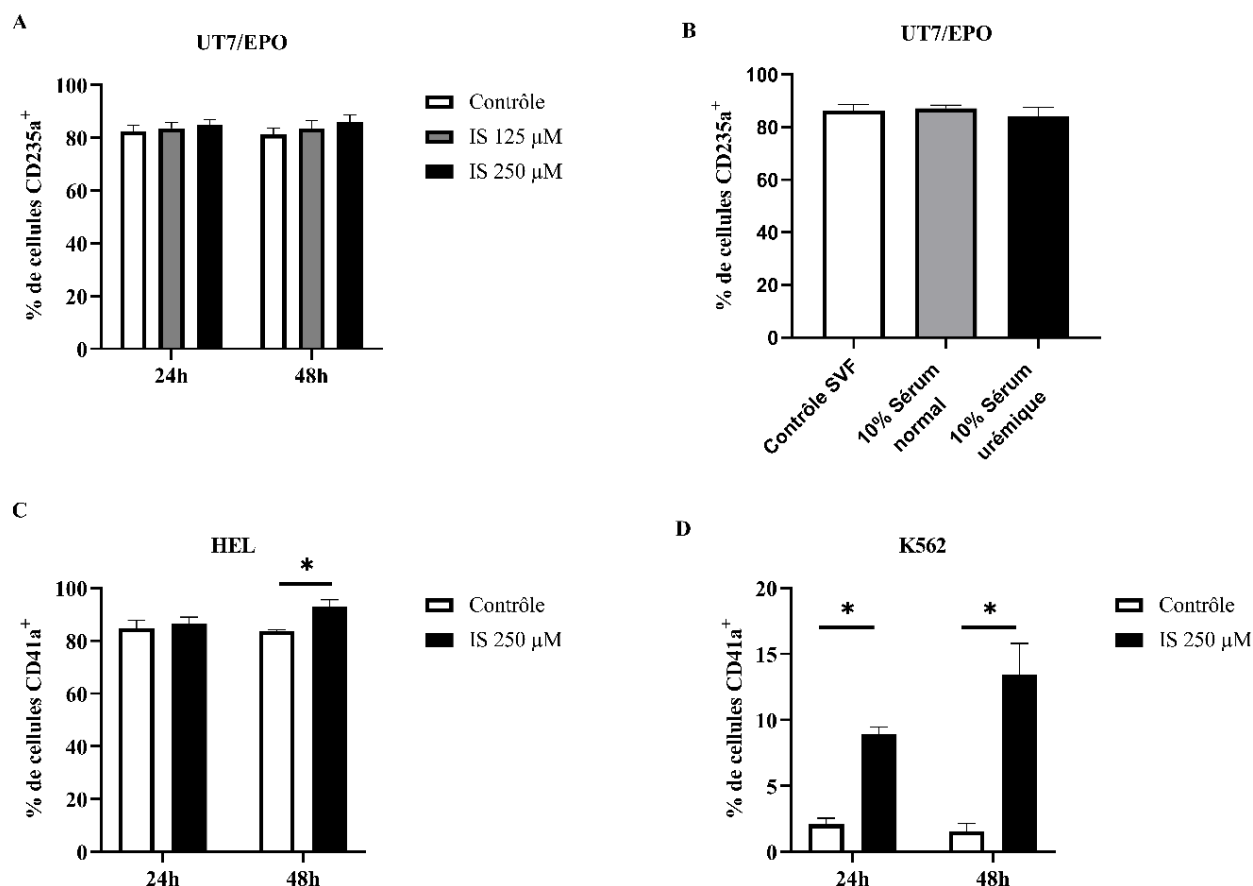 A
UT7/EPO
% de cellules CD235a+
100
80
60
40
20
0
24h
48h
Contrôle
IS 125 µM
IS 250 µM
B
UT7/EPO
% de cellules CD235a+
100
80
60
40
20
0
Contrôle SVF
10% Sérum
normal
10% Sérum
urémique
C
HEL
% de cellules CD41a+
100
80
60
40
20
0
*
24h
48h
Contrôle
IS 250 µM
D
K562
% de cellules CD41a+
20
15
10
5
0
*
*
24h
48h
Contrôle
IS 250 µM